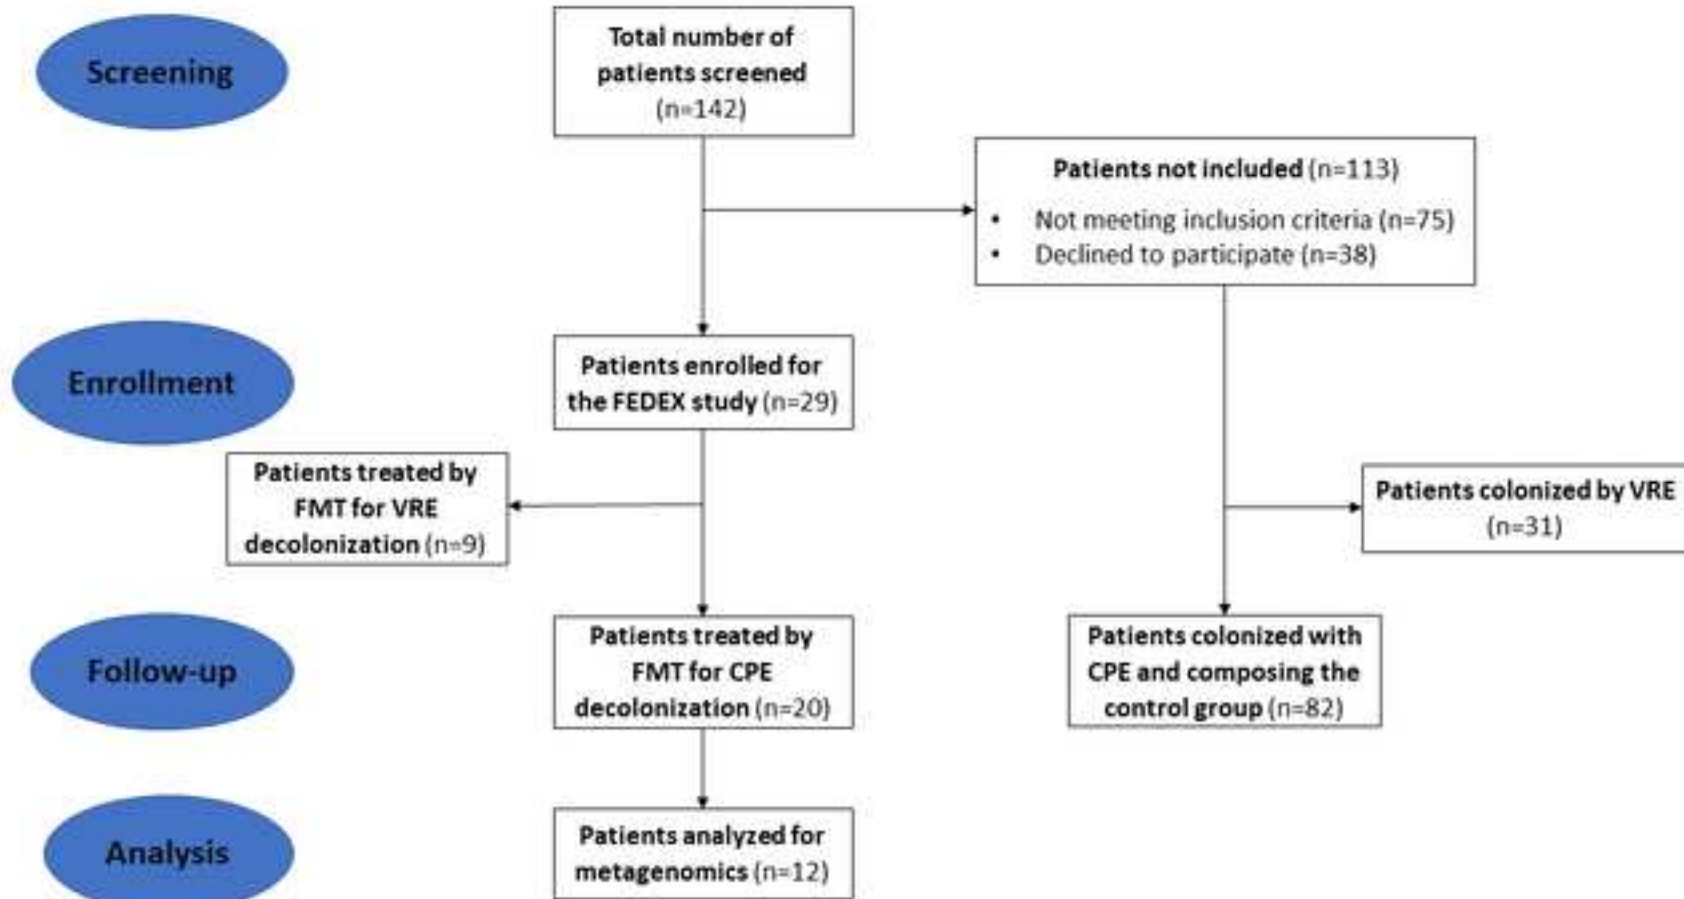 Screening
Total number of
patients screened
(n=142)
Patients not included (n=113)
• Not meeting inclusion criteria (n=75)
• Declined to participate (n=38)
Enrollment
Patients enrolled for
the FEDEX study (n=29)
Patients treated by
FMT for VRE
decolonization (n=9)
Patients colonized by VRE
(n=31)
Follow-up
Patients treated by
FMT for CPE
decolonization (n=20)
Patients colonized with
CPE and composing the
control group (n=82)
Analysis
Patients analyzed for
metagenomics (n=12)